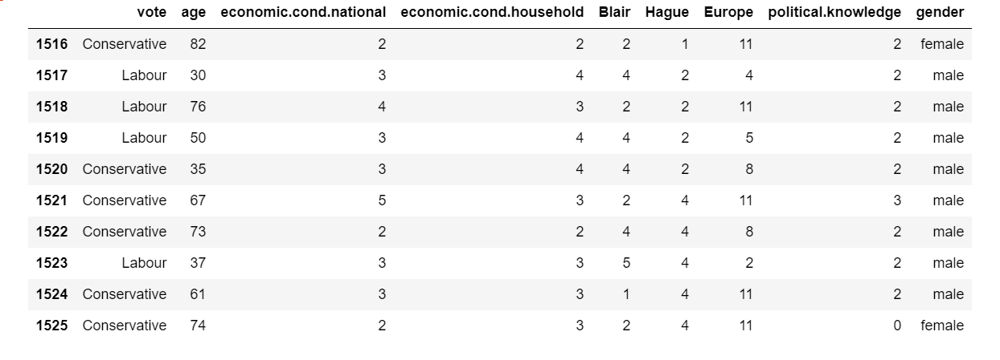 vote age economic.cond.national economic.cond.household Blair Hague Europe political.knowledge gender
1516 Conservative 82 2 2 2 1 11 2 female
1517 Labour 30 3 4 4 2 4 2 male
1518 Labour 76 4 3 2 2 11 2 male
1519 Labour 50 3 4 4 2 5 2 male
1520 Conservative 35 3 4 4 2 8 2 male
1521 Conservative 67 5 3 2 4 11 3 male
1522 Conservative 73 2 2 4 4 8 2 male
1523 Labour 37 3 3 5 4 2 2 male
1524 Conservative 61 3 3 1 4 11 2 male
1525 Conservative 74 2 3 2 4 11 0 female